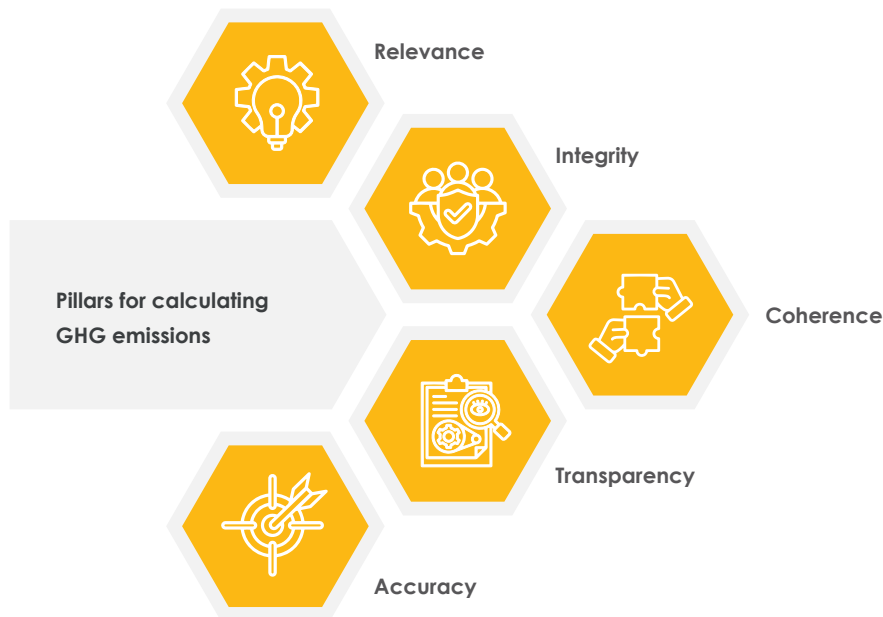 Relevance
Integrity
Pillars for calculating
GHG emissions
Coherence
Transparency
Accuracy